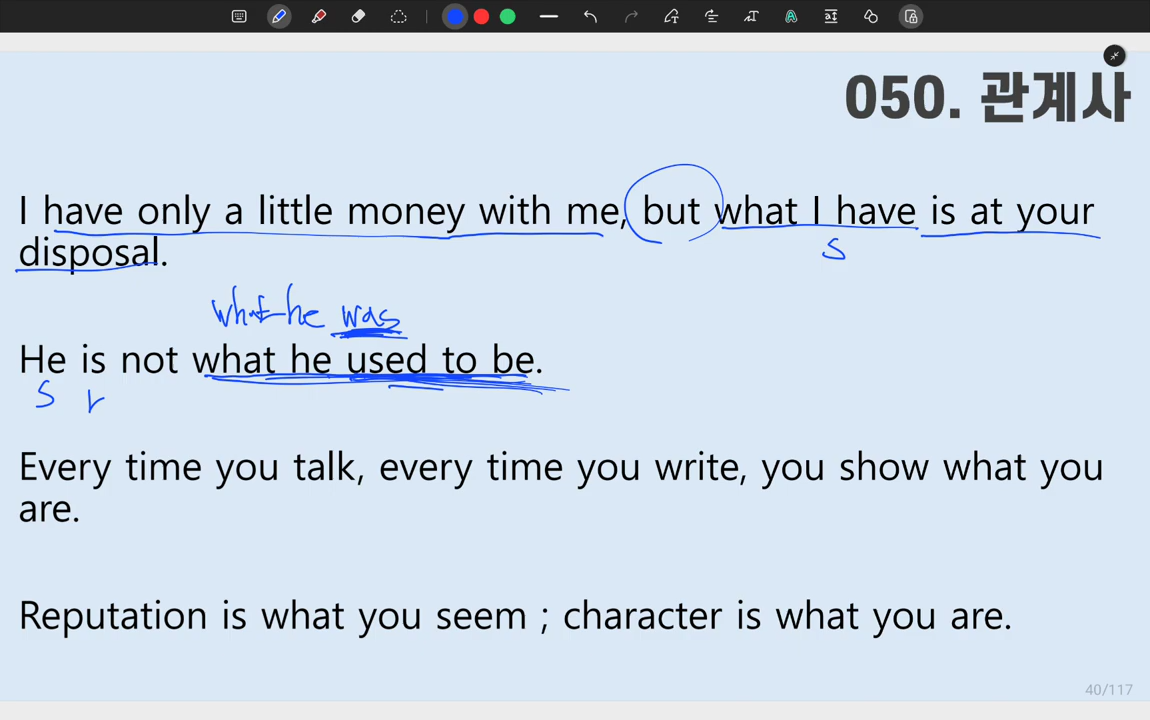 050. 관계사
I have only a little money with me, but what I have is at your
S
disposal.
what he was
He is not what he used to be.
S V
Every time you talk, every time you write, you show what you
are.
Reputation is what you seem ; character is what you are.
40/117